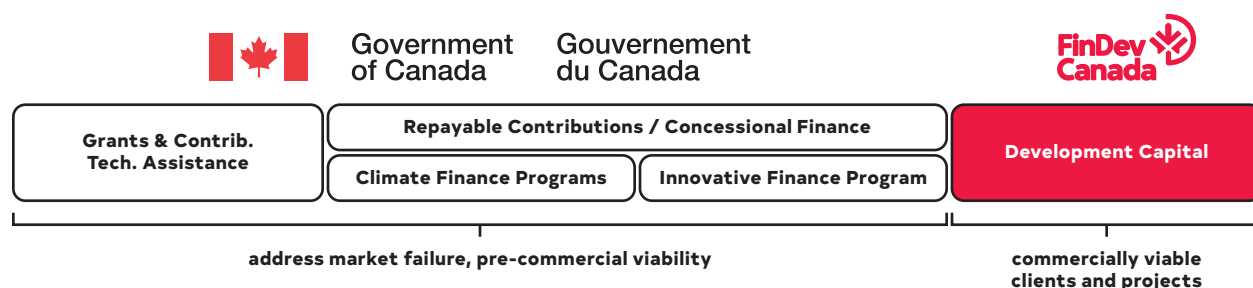 Government
of Canada
Gouvernement
du Canada
FinDev
Canada
Grants & Contrib.
Tech. Assistance
Repayable Contributions / Concessional Finance
Climate Finance Programs
Innovative Finance Program
Development Capital
address market failure, pre-commercial viability
commercially viable
clients and projects